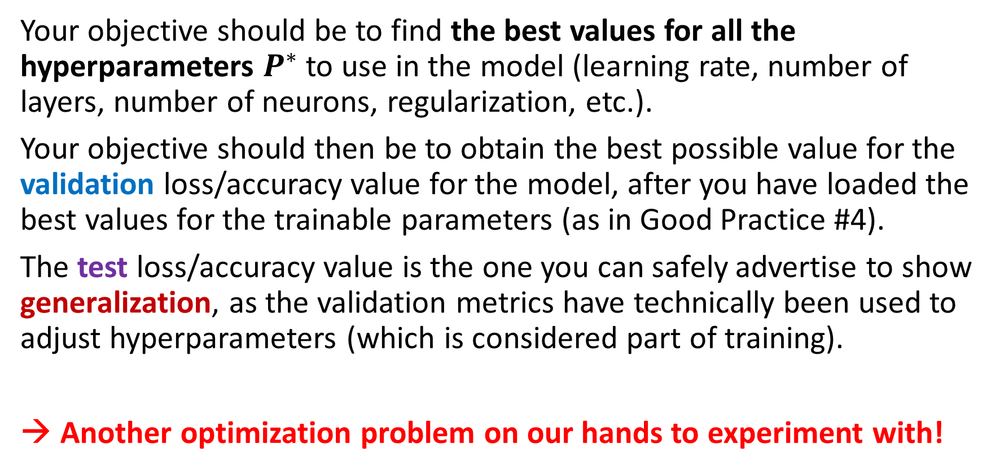 Your objective should be to find the best values for all the
hyperparameters P* to use in the model (learning rate, number of
layers, number of neurons, regularization, etc.).
Your objective should then be to obtain the best possible value for the
validation loss/accuracy value for the model, after you have loaded the
best values for the trainable parameters (as in Good Practice #4).
The test loss/accuracy value is the one you can safely advertise to show
generalization, as the validation metrics have technically been used to
adjust hyperparameters (which is considered part of training).
→ Another optimization problem on our hands to experiment with!